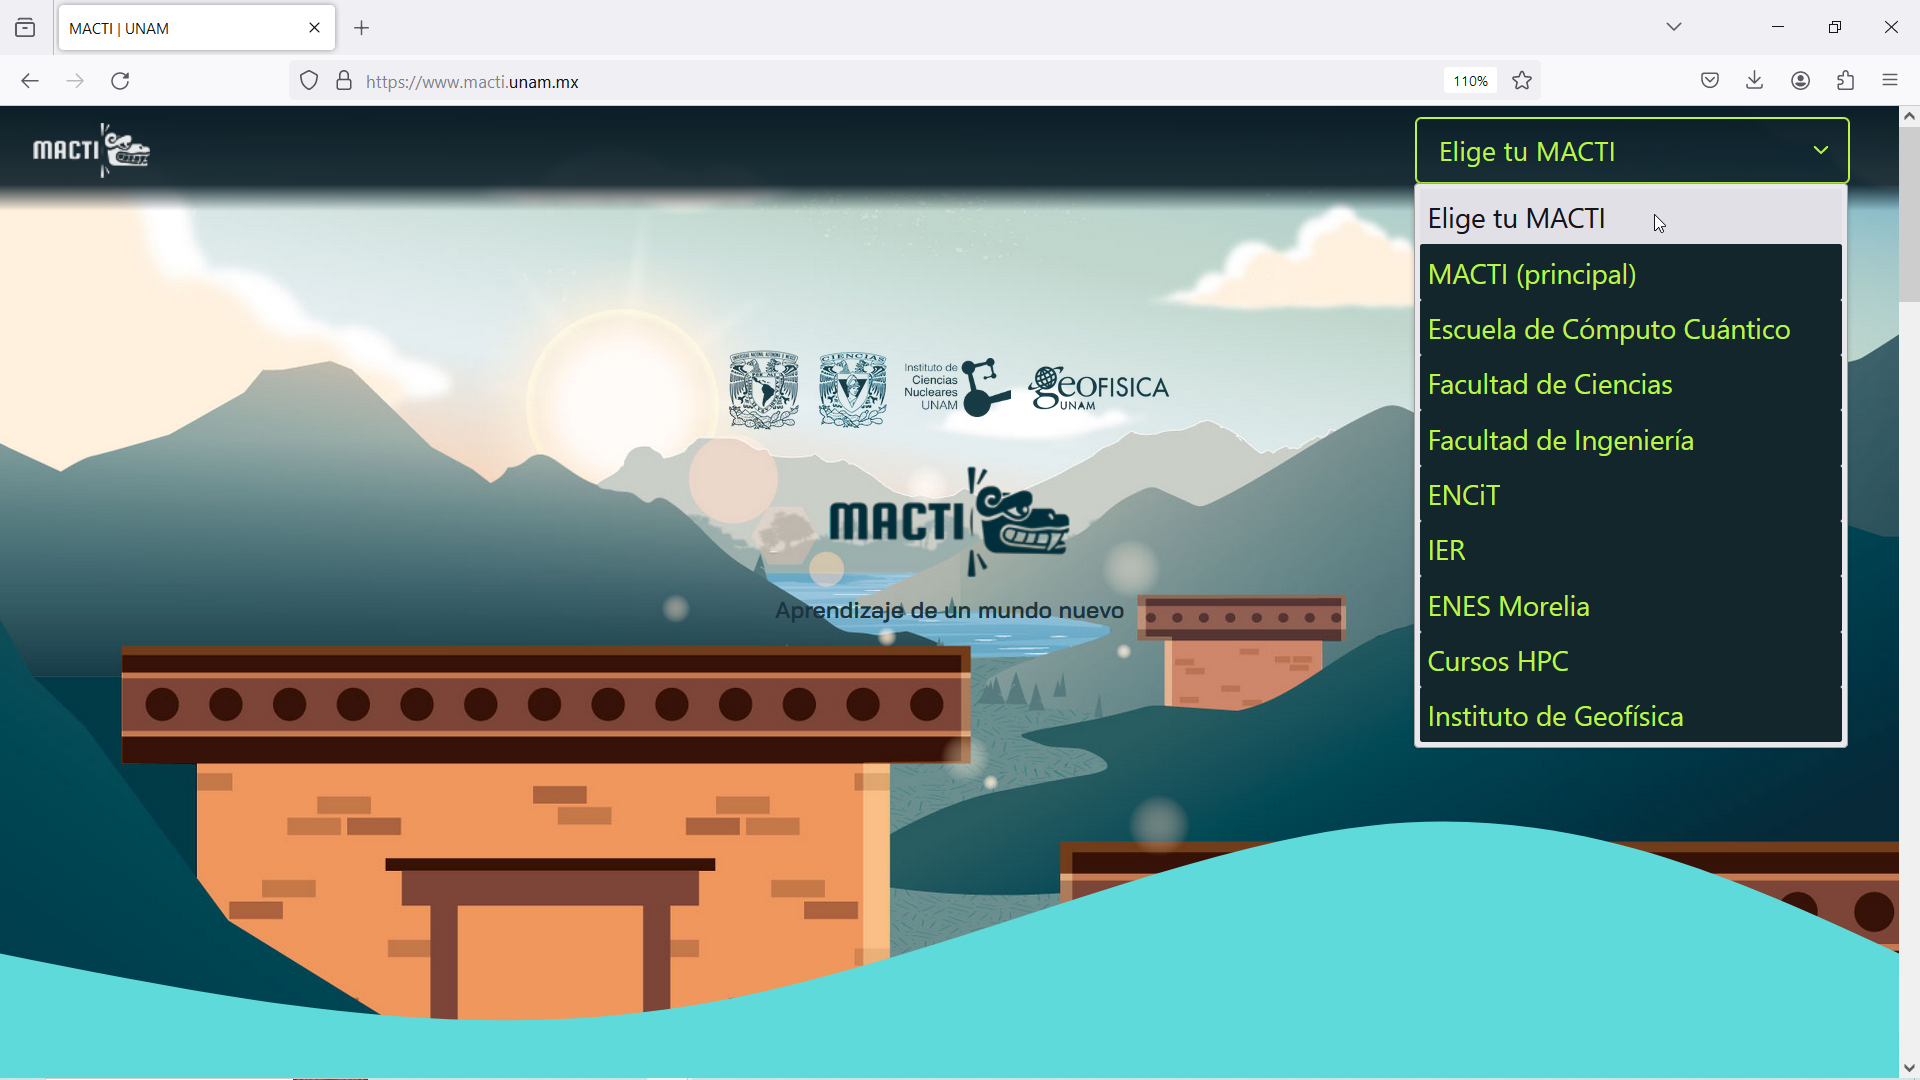 MACTI | UNAM
https://www.macti.unam.mx
110%
MACTI
Elige tu MACTI
Elige tu MACTI
MACTI (principal)
Escuela de Cómputo Cuántico
Facultad de Ciencias
Facultad de Ingeniería
ENCiT
IER
ENES Morelia
Cursos HPC
Instituto de Geofísica
CIENCIAS
Instituto de
Ciencias
Nucleares
UNAM
GEOFISICA
UNAM
MACTI
Aprendizaje de un mundo nuevo